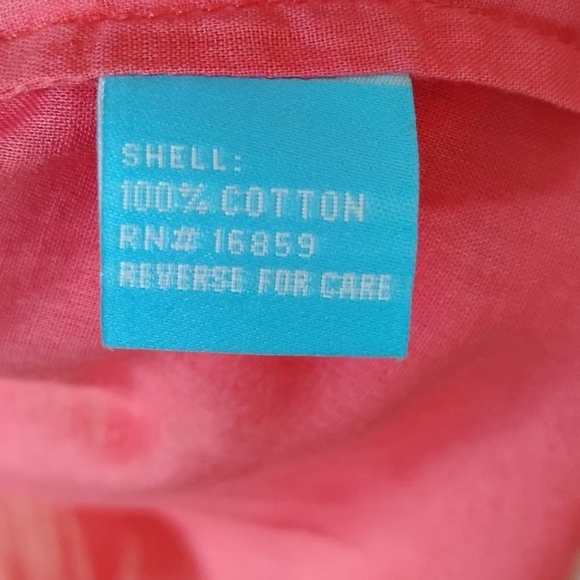 SHELL:
100% COTTON
RN# 16859
REVERSE FOR CARE